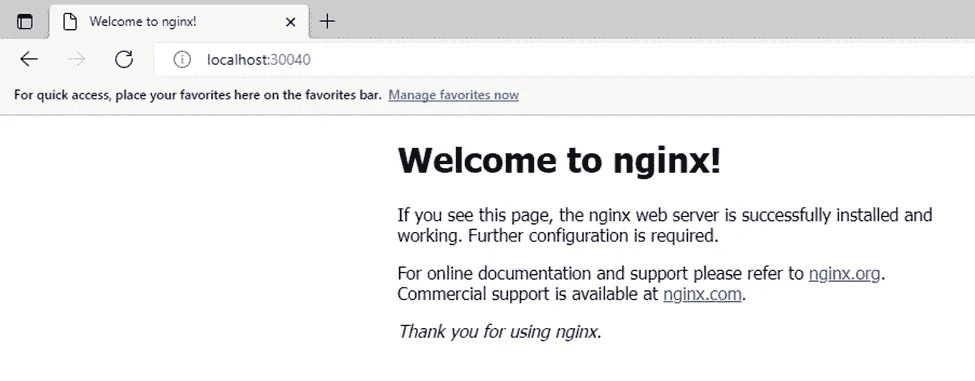 Welcome to nginx!
localhost:30040
For quick access, place your favorites here on the favorites bar. Manage favorites now
Welcome to nginx!
If you see this page, the nginx web server is successfully installed and
working. Further configuration is required.
For online documentation and support please refer to nginx.org.
Commercial support is available at nginx.com.
Thank you for using nginx.